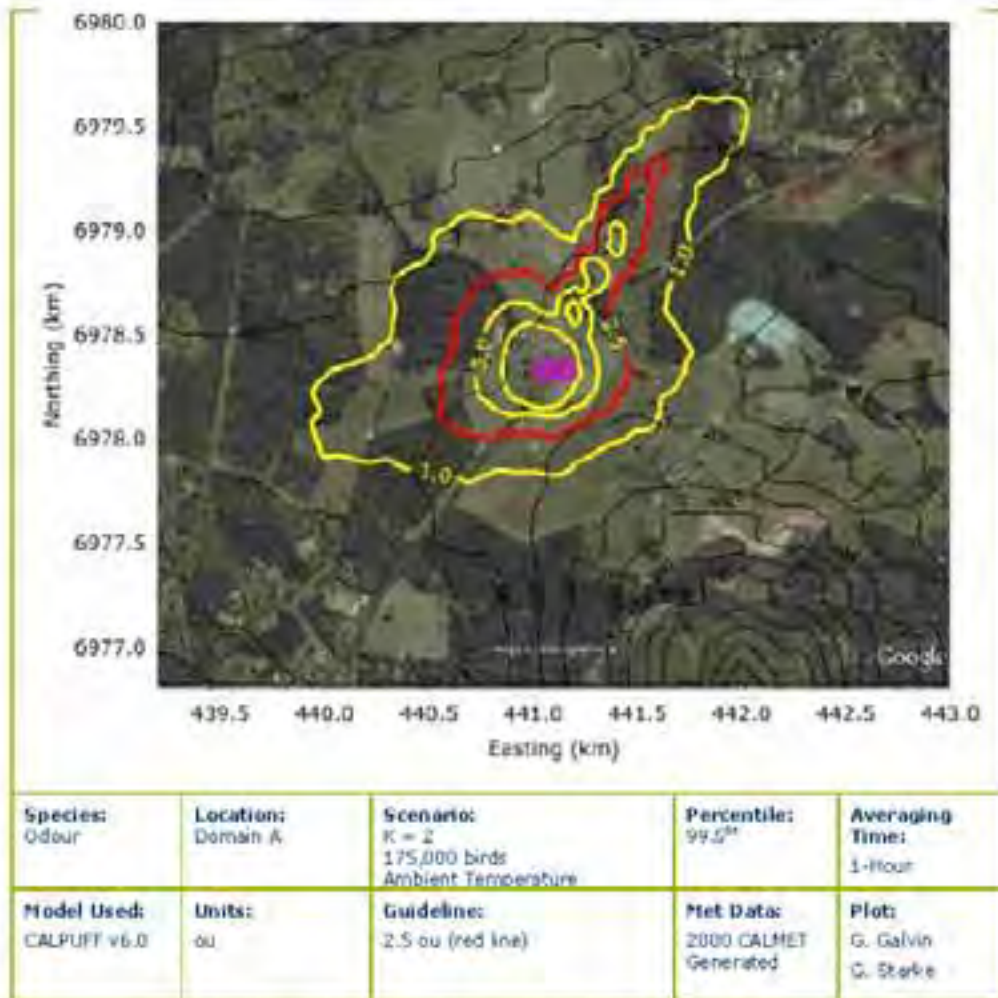 6980.0
6979.5
6979.0
6978.5
6978.0
6977.5
6977.0
Northing (km)
1.0
2.5
5.0
1.0
Google
439.5 440.0 440.5 441.0 441.5 442.0 442.5 443.0
Easting (km)
Species:
Odour
Location:
Domain A
Scenario:
K = 2
175,000 birds
Ambient Temperature
Percentile:
99.5th
Averaging
Time:
1-Hour
Model Used:
CALPUFF v6.0
Units:
ou
Guideline:
2.5 ou (red line)
Met Data:
2000 CALMET
Generated
Plot:
G. Galvin
G. Starke